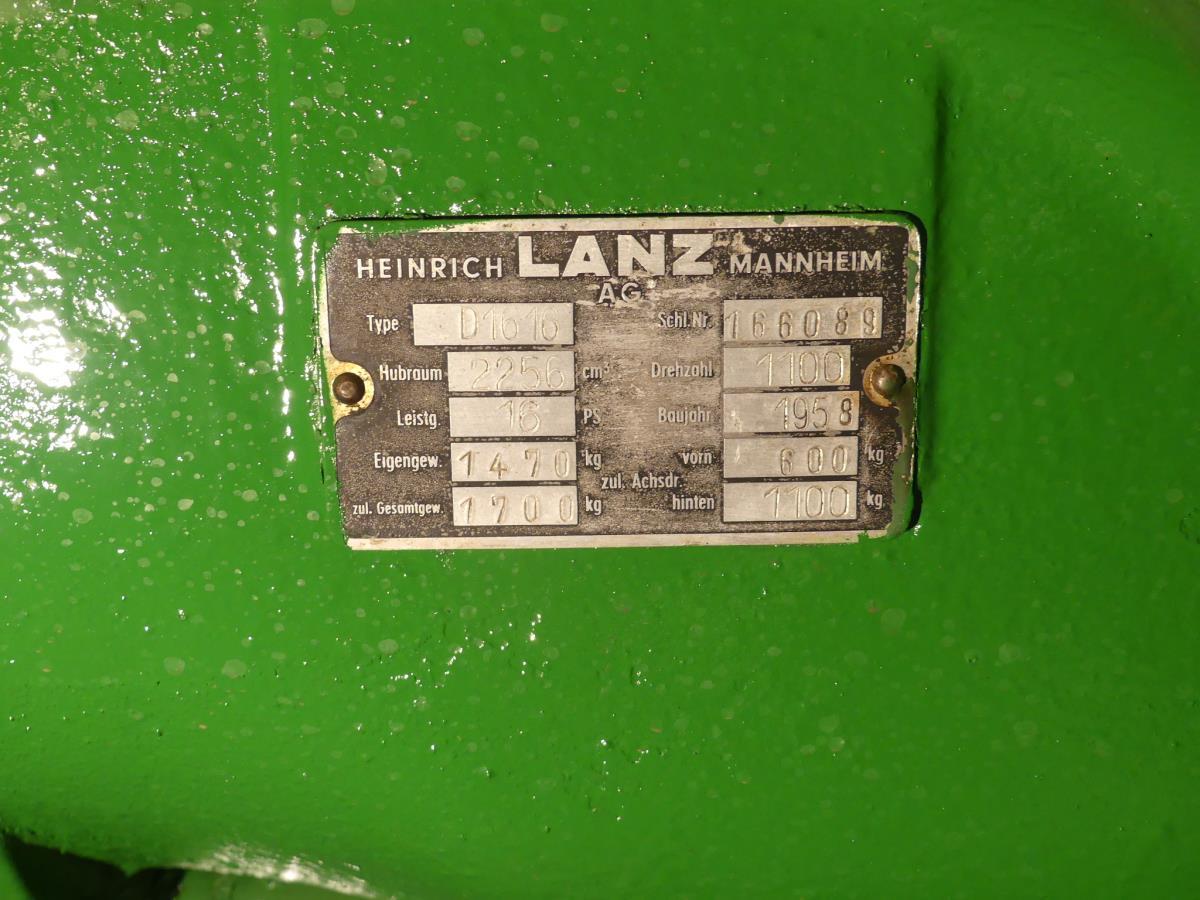 HEINRICH LANZ MANNHEIM
AG
Type D1616 Schl.Nr. 166089
Hubraum 2256 cm³ Drehzahl 1100
Leistg. 16 PS Baujahr 1958
Eigengew. 1470 kg vorn 600 kg
zul. Achsdr.
zul. Gesamtgew. 1700 kg hinten 1100 kg